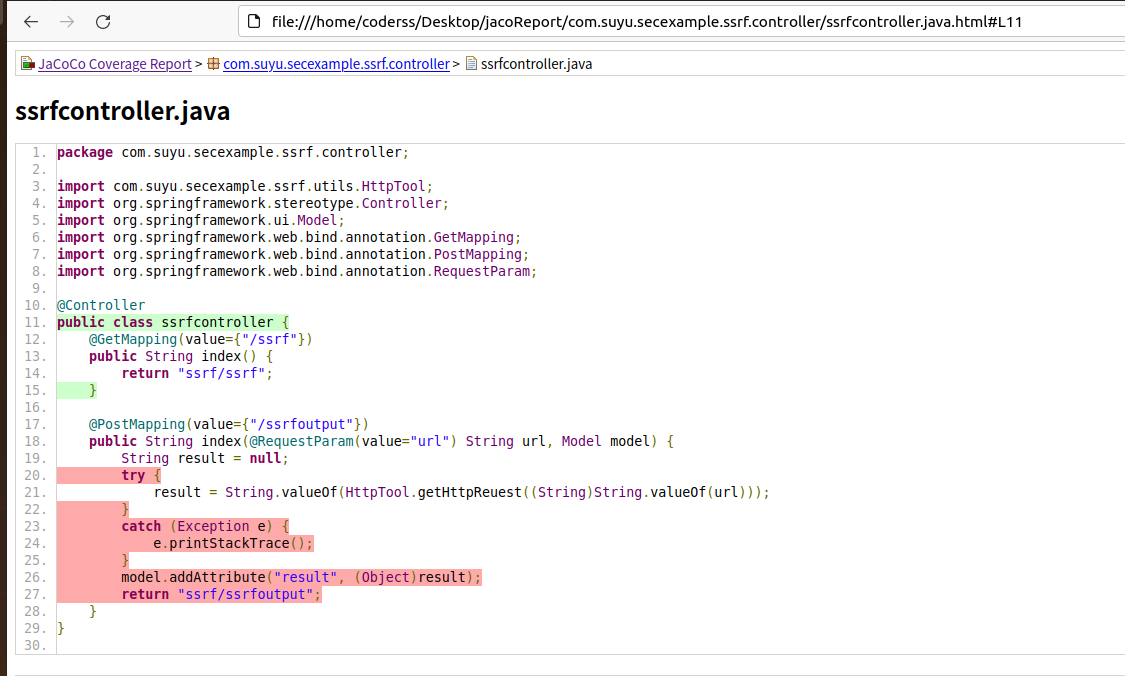 file:///home/coderss/Desktop/jacoReport/com.suyu.secexample.ssrf.controller/ssrfcontroller.java.html#L11
JaCoCo Coverage Report > com.suyu.secexample.ssrf.controller > ssrfcontroller.java
ssrfcontroller.java
1. package com.suyu.secexample.ssrf.controller;
2.
3. import com.suyu.secexample.ssrf.utils.HttpTool;
4. import org.springframework.stereotype.Controller;
5. import org.springframework.ui.Model;
6. import org.springframework.web.bind.annotation.GetMapping;
7. import org.springframework.web.bind.annotation.PostMapping;
8. import org.springframework.web.bind.annotation.RequestParam;
9.
10. @Controller
11. public class ssrfcontroller {
12.     @GetMapping(value={"/ssrf"})
13.     public String index() {
14.         return "ssrf/ssrf";
15.     }
16.
17.     @PostMapping(value={"/ssrfoutput"})
18.     public String index(@RequestParam(value="url") String url, Model model) {
19.         String result = null;
20.         try {
21.             result = String.valueOf(HttpTool.getHttpReuest((String)String.valueOf(url)));
22.         }
23.         catch (Exception e) {
24.             e.printStackTrace();
25.         }
26.         model.addAttribute("result", (Object)result);
27.         return "ssrf/ssrfoutput";
28.     }
29. }
30.